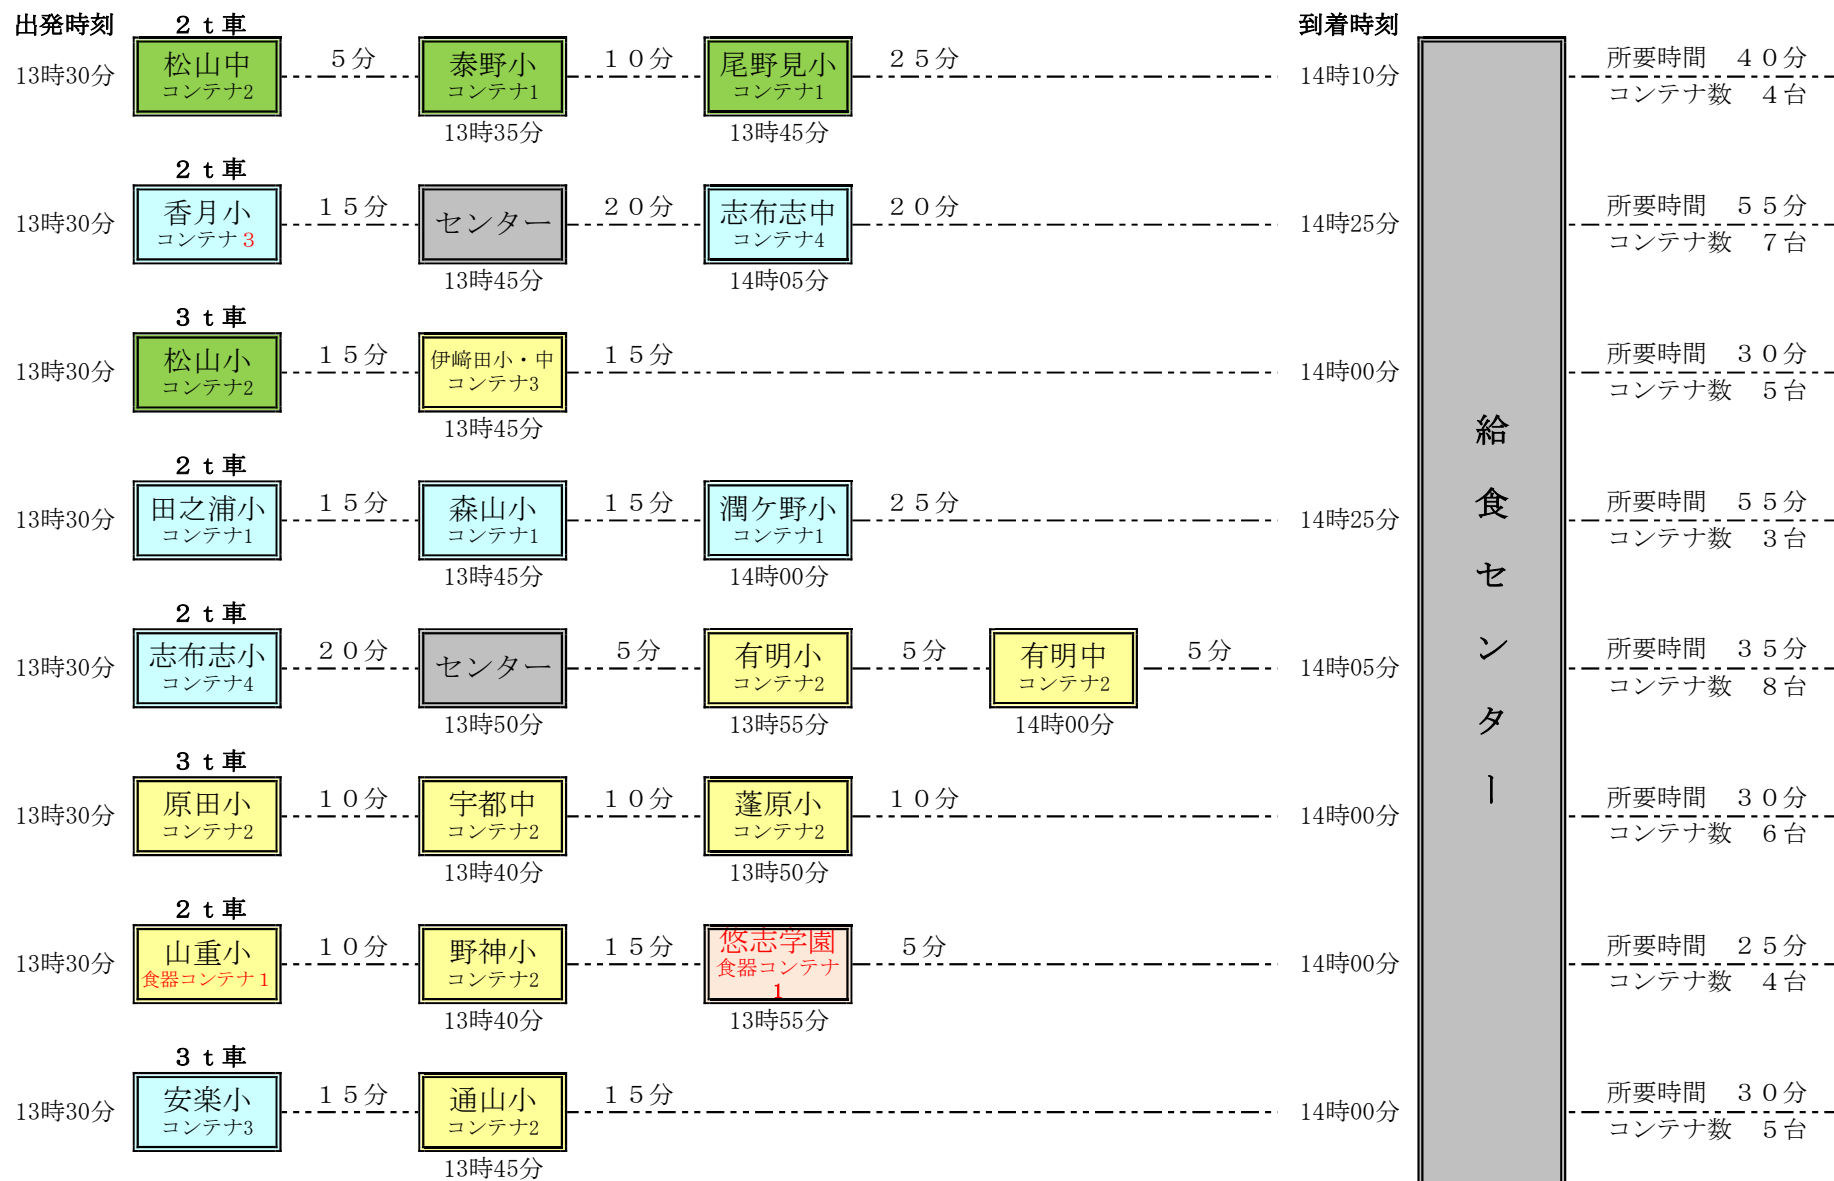 出発時刻 ２ｔ車 到着時刻
13時30分 松山中 ５分 泰野小 １０分 尾野見小 ２５分 14時10分 所要時間 ４０分
コンテナ2 コンテナ1 コンテナ1 コンテナ数 ４台
13時35分 13時45分
２ｔ車
13時30分 香月小 １５分 センター ２０分 志布志中 ２０分 14時25分 所要時間 ５５分
コンテナ３ コンテナ4 コンテナ数 ７台
13時45分 14時05分
３ｔ車
13時30分 松山小 １５分 伊﨑田小・中 １５分 14時00分 所要時間 ３０分
コンテナ2 コンテナ3 コンテナ数 ５台
13時45分
２ｔ車
13時30分 田之浦小 １５分 森山小 １５分 潤ケ野小 ２５分 14時25分 所要時間 ５５分
コンテナ1 コンテナ1 コンテナ1 コンテナ数 ３台
13時45分 14時00分
２ｔ車
13時30分 志布志小 ２０分 センター ５分 有明小 ５分 有明中 ５分 14時05分 所要時間 ３５分
コンテナ4 コンテナ2 コンテナ2 コンテナ数 ８台
13時50分 13時55分 14時00分
３ｔ車
13時30分 原田小 １０分 宇都中 １０分 蓬原小 １０分 14時00分 所要時間 ３０分
コンテナ2 コンテナ2 コンテナ2 コンテナ数 ６台
13時40分 13時50分
２ｔ車
13時30分 山重小 １０分 野神小 １５分 悠志学園 ５分 14時00分 所要時間 ２５分
食器コンテナ１ コンテナ2 食器コンテナ コンテナ数 ４台
1
13時40分 13時55分
３ｔ車
13時30分 安楽小 １５分 通山小 １５分 14時00分 所要時間 ３０分
コンテナ3 コンテナ2 コンテナ数 ５台
13時45分
給食センター